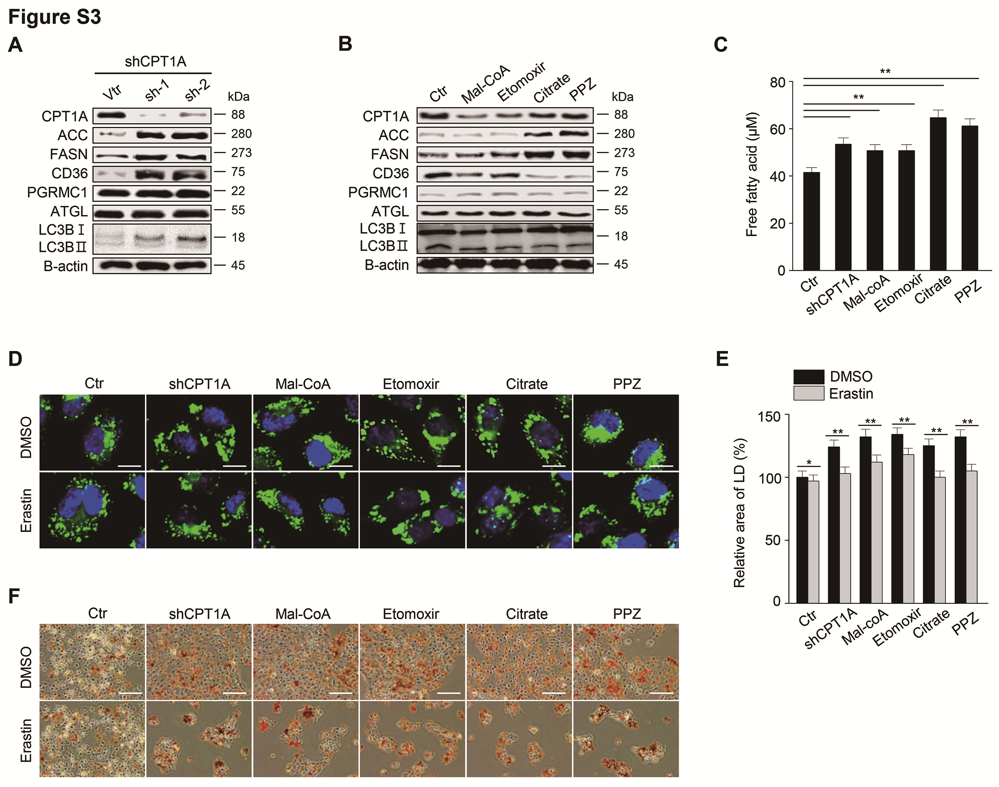 Figure S3
A
shCPT1A
Vtr sh-1 sh-2 kDa
CPT1A 88
ACC 280
FASN 273
CD36 75
PGRMC1 22
ATGL 55
LC3B I
18
LC3B II
B-actin 45
B
Ctr Mal-CoA Etomoxir Citrate PPZ kDa
CPT1A 88
ACC 280
FASN 273
CD36 75
PGRMC1 22
ATGL 55
LC3B I
18
LC3B II
B-actin 45
C
**
**
Free fatty acid (µM)
80
60
40
20
0
Ctr shCPT1A Mal-coA Etomoxir Citrate PPZ
D
Ctr shCPT1A Mal-CoA Etomoxir Citrate PPZ
DMSO
Erastin
E
DMSO
Erastin
Relative area of LD (%)
150
100
50
0
* ** ** ** ** **
Ctr shCPT1A Mal-coA Etomoxir Citrate PPZ
F
Ctr shCPT1A Mal-CoA Etomoxir Citrate PPZ
DMSO
Erastin